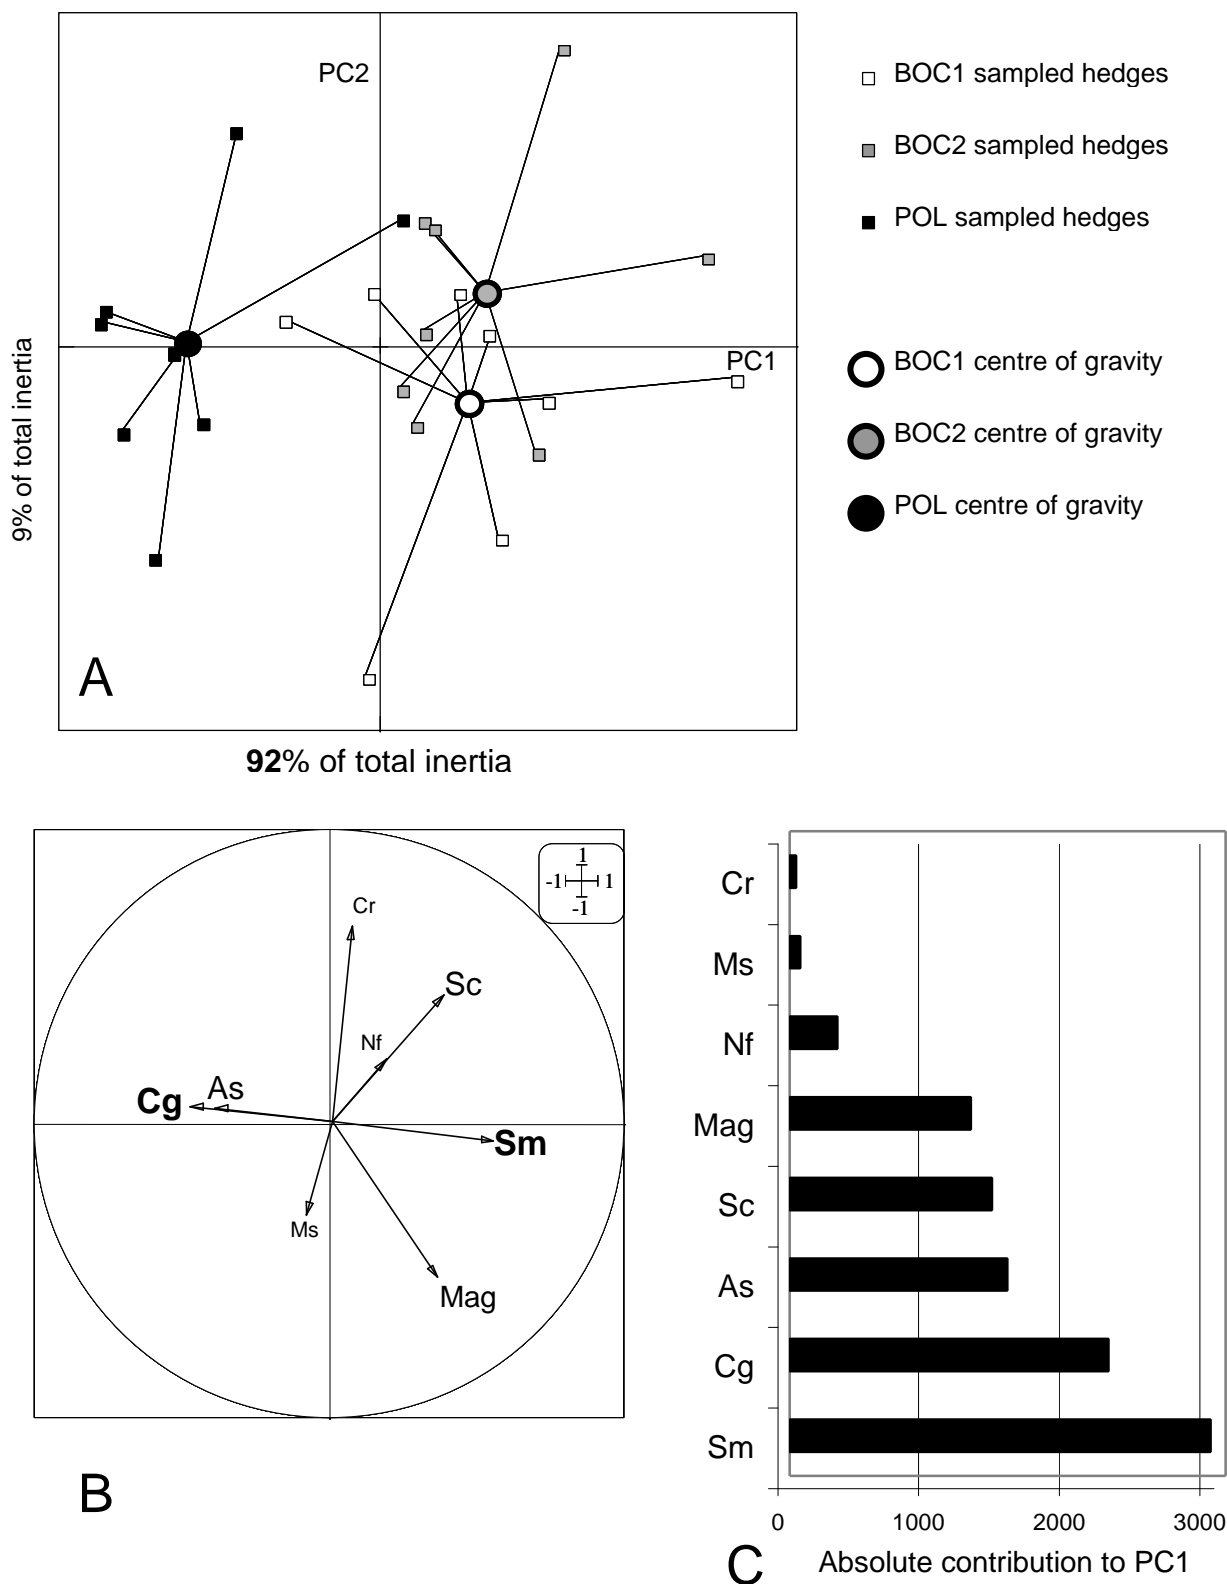 PC2
BOC1 sampled hedges
BOC2 sampled hedges
POL sampled hedges
PC1
BOC1 centre of gravity
BOC2 centre of gravity
POL centre of gravity
9% of total inertia
A
92% of total inertia
1
-1 1
-1
Cr
Sc
Nf
Cg As
Sm
Ms
Mag
B
Cr
Ms
Nf
Mag
Sc
As
Cg
Sm
0 1000 2000 3000
C Absolute contribution to PC1